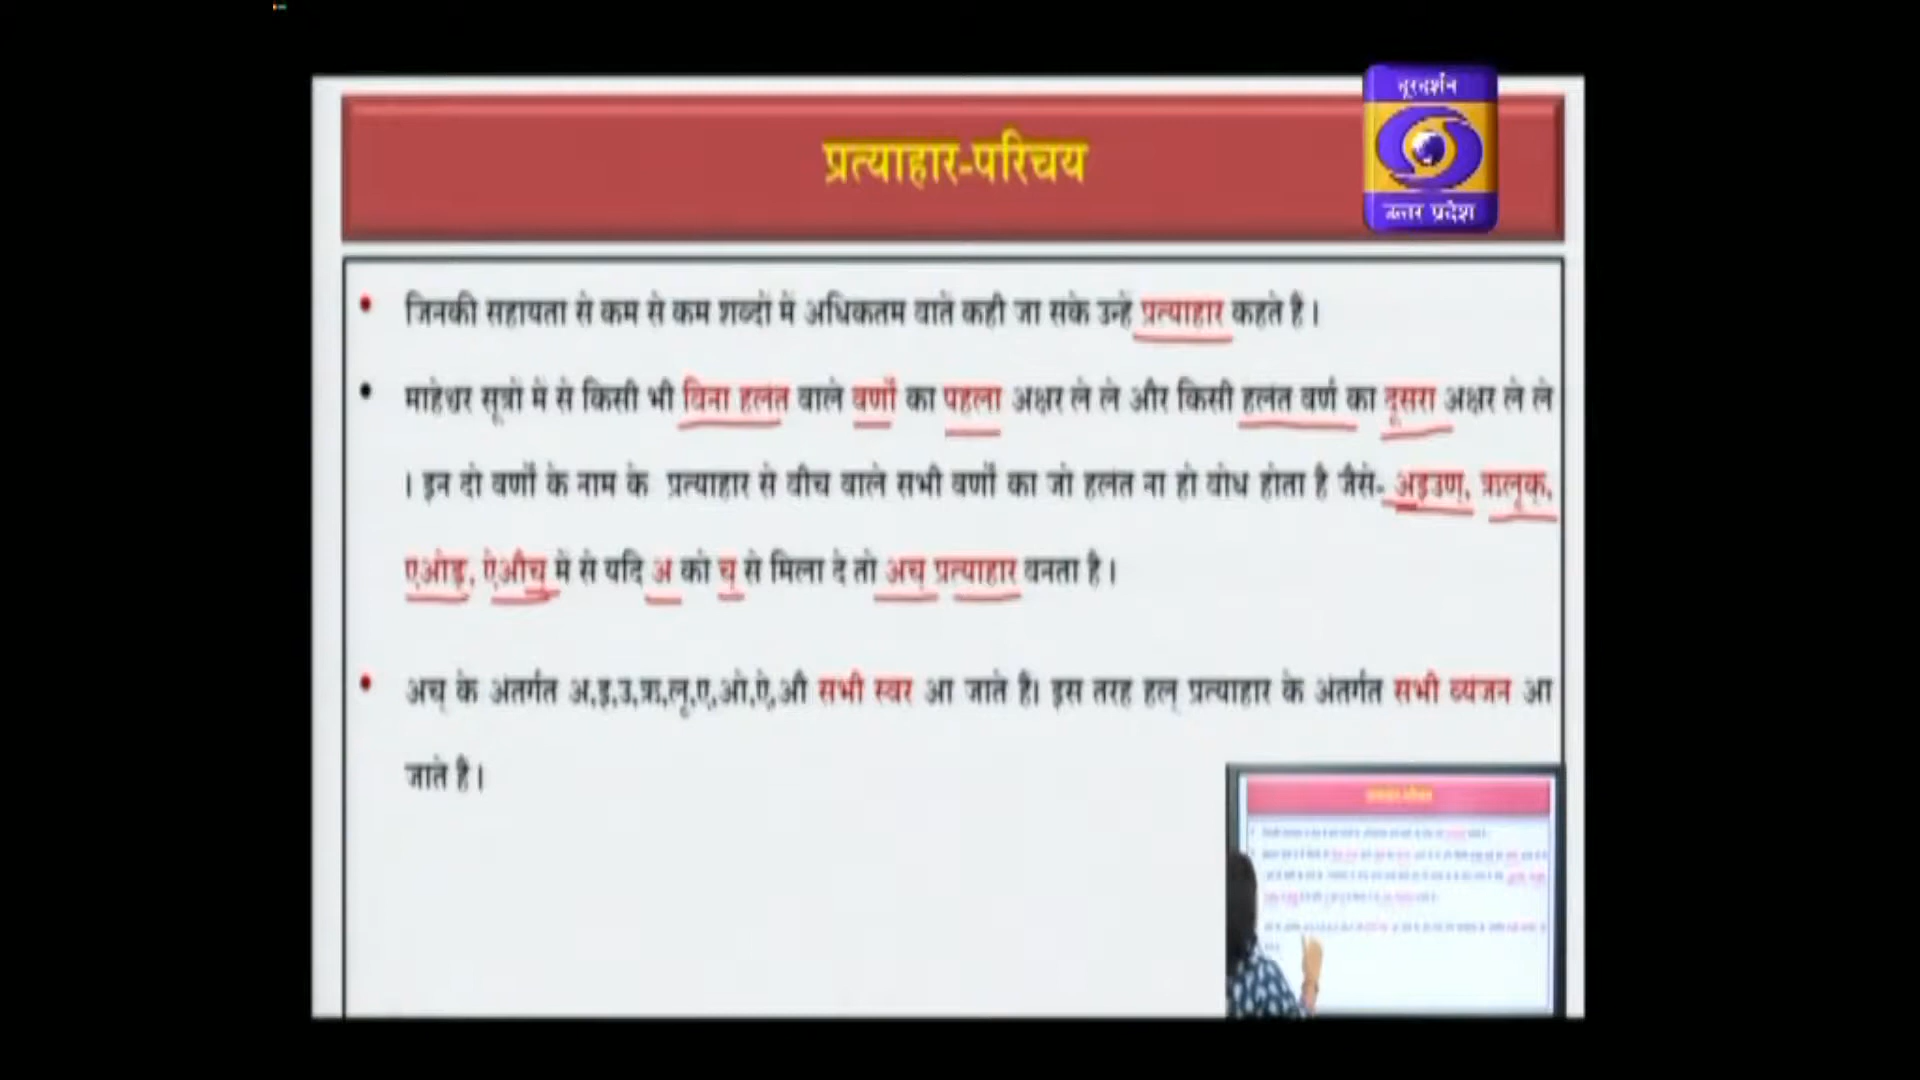 दूरदर्शन
उत्तर प्रदेश
प्रत्याहार-परिचय
• जिनकी सहायता से कम से कम शब्दों में अधिकतम बातें कही जा सके उन्हें प्रत्याहार कहते है ।
• माहेश्वर सूत्रों में से किसी भी बिना हलंत वाले वर्णों का पहला अक्षर ले ले और किसी हलंत वर्ण का दूसरा अक्षर ले ले
। इन दो वर्णों के नाम के प्रत्याहार से बीच वाले सभी वर्णों का जो हलंत ना हो बोध होता है जैसे- अइउण्, ऋलृक्,
एओङ्, ऐऔच् में से यदि अ को च् से मिला दे तो अच् प्रत्याहार बनता है ।
• अच् के अंतर्गत अ,इ,उ,ऋ,लृ,ए,ओ,ऐ,औ सभी स्वर आ जाते है। इस तरह हल् प्रत्याहार के अंतर्गत सभी व्यंजन आ
जाते है ।